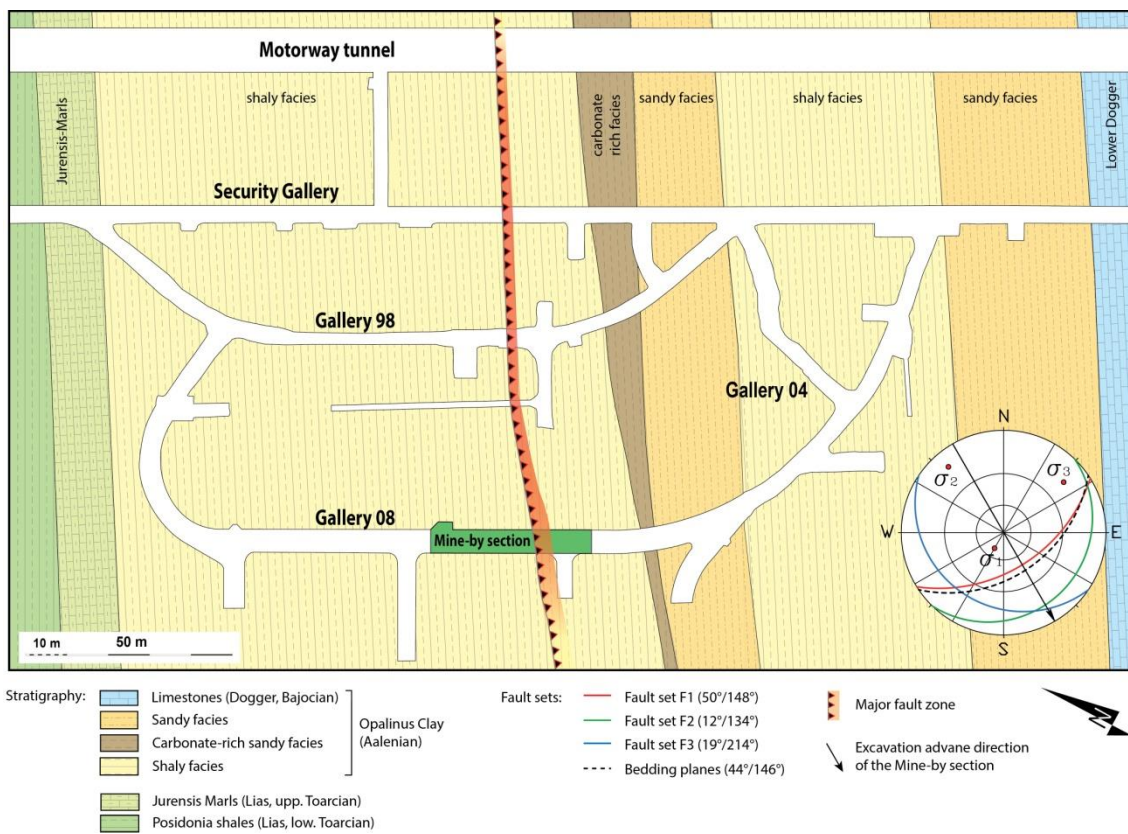 Motorway tunnel
shaly facies
carbonate
rich facies
sandy facies
shaly facies
sandy facies
Lower Dogger
Jurensis-Marls
Security Gallery
Gallery 98
Gallery 04
Gallery 08
Mine-by section
N
W
E
S
σ2
σ3
σ1
10 m
50 m
Stratigraphy:
Limestones (Dogger, Bajocian)
Sandy facies
Carbonate-rich sandy facies
Shaly facies
Opalinus Clay
(Aalenian)
Jurensis Marls (Lias, upp. Toarcian)
Posidonia shales (Lias, low. Toarcian)
Fault sets:
Fault set F1 (50°/148°)
Fault set F2 (12°/134°)
Fault set F3 (19°/214°)
Bedding planes (44°/146°)
Major fault zone
Excavation advane direction
of the Mine-by section
N